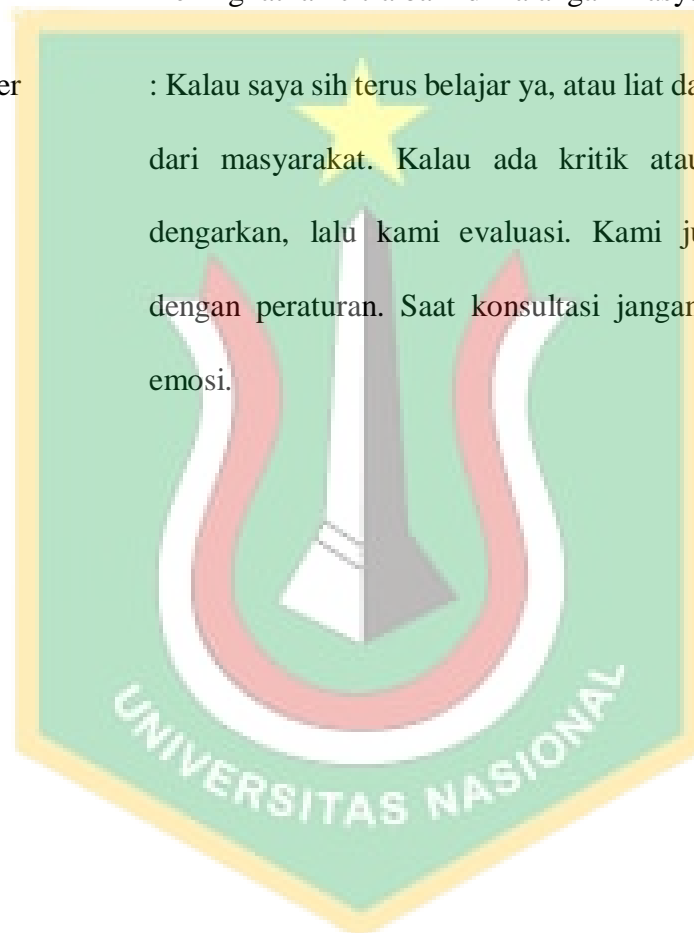 er : Kalau saya sih terus belajar ya, atau liat da
dari masyarakat. Kalau ada kritik atau
dengarkan, lalu kami evaluasi. Kami ju
dengan peraturan. Saat konsultasi jangan
emosi.
UNIVERSITAS NASIONAL